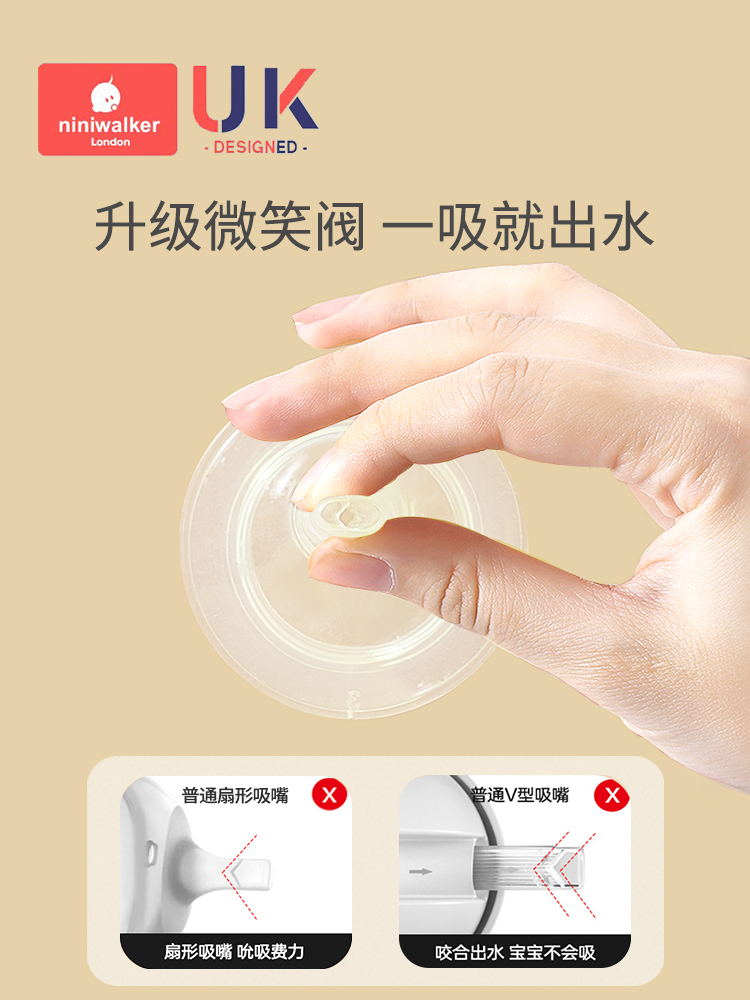 niniwalker
London
UK
- DESIGNED -
升级微笑阀 一吸就出水
3
普通扇形吸嘴
X
扇形吸嘴 吮吸费力
普通V型吸嘴
X
咬合出水 宝宝不会吸